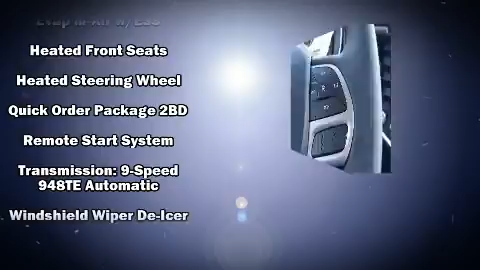 Heated Front Seats
Heated Steering Wheel
Quick Order Package 2BD
Remote Start System
Transmission: 9-Speed
948TE Automatic
Windshield Wiper De-Icer